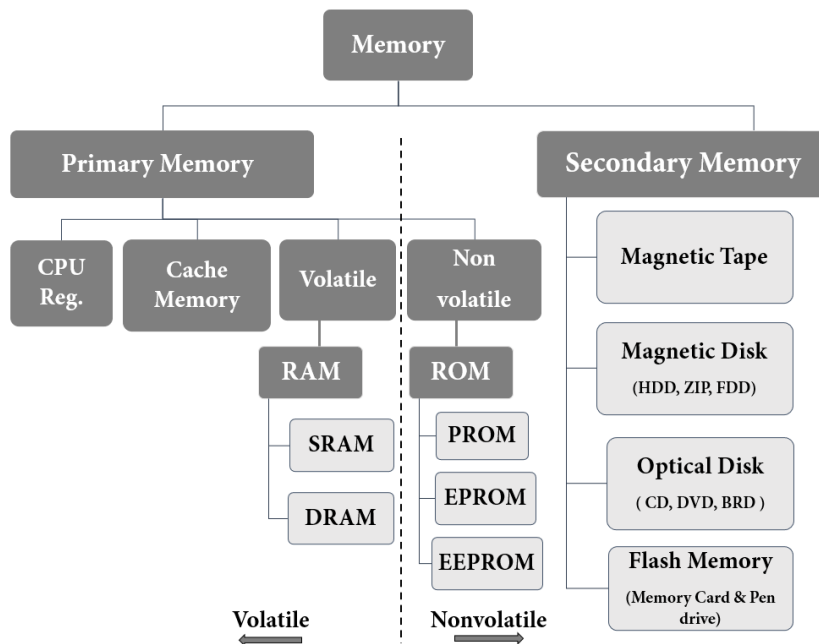 Memory
Primary Memory
Secondary Memory
CPU
Reg.
Cache
Memory
Volatile
Non
volatile
RAM
SRAM
DRAM
ROM
PROM
EPROM
EEPROM
Magnetic Tape
Magnetic Disk
(HDD, ZIP, FDD)
Optical Disk
( CD, DVD, BRD )
Flash Memory
(Memory Card & Pen
drive)
Volatile
Nonvolatile